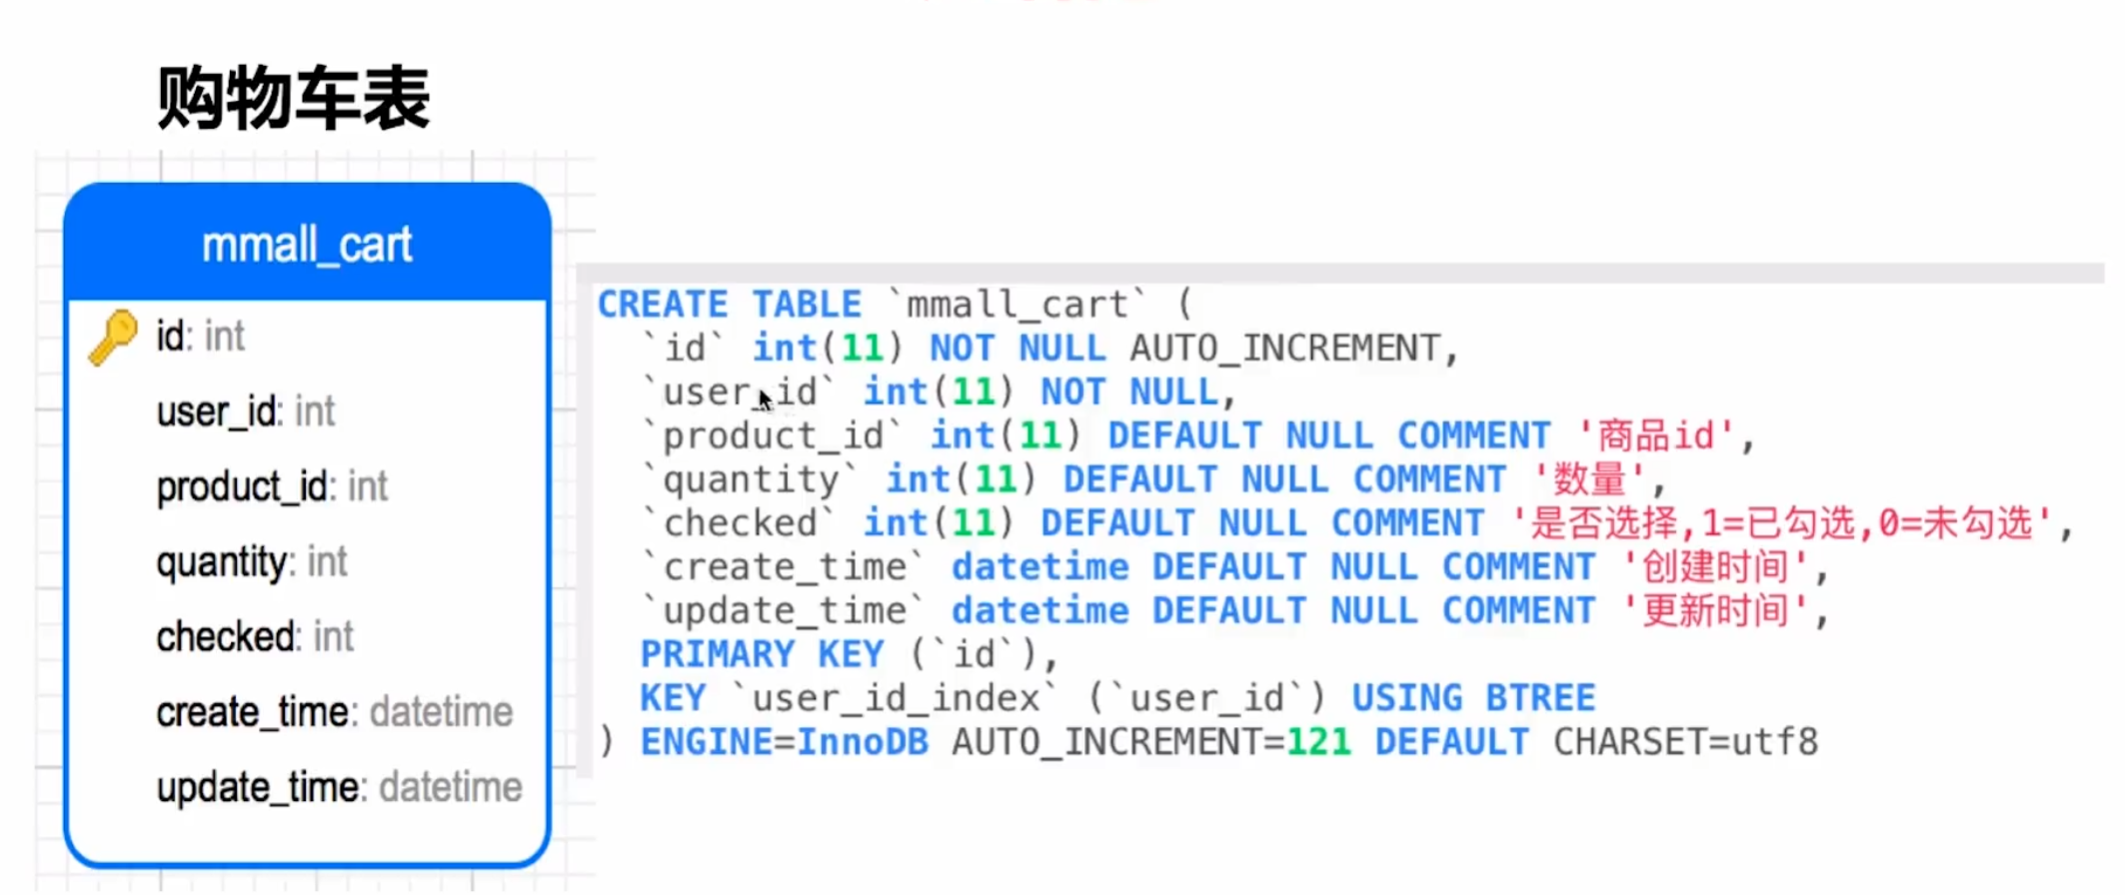 购物车表
mmall_cart
id: int
user_id: int
product_id: int
quantity: int
checked: int
create_time: datetime
update_time: datetime
CREATE TABLE `mmall_cart` (
`id` int(11) NOT NULL AUTO_INCREMENT,
`user_id` int(11) NOT NULL,
`product_id` int(11) DEFAULT NULL COMMENT '商品id',
`quantity` int(11) DEFAULT NULL COMMENT '数量',
`checked` int(11) DEFAULT NULL COMMENT '是否选择,1=已勾选,0=未勾选',
`create_time` datetime DEFAULT NULL COMMENT '创建时间',
`update_time` datetime DEFAULT NULL COMMENT '更新时间',
PRIMARY KEY (`id`),
KEY `user_id_index` (`user_id`) USING BTREE
) ENGINE=InnoDB AUTO_INCREMENT=121 DEFAULT CHARSET=utf8